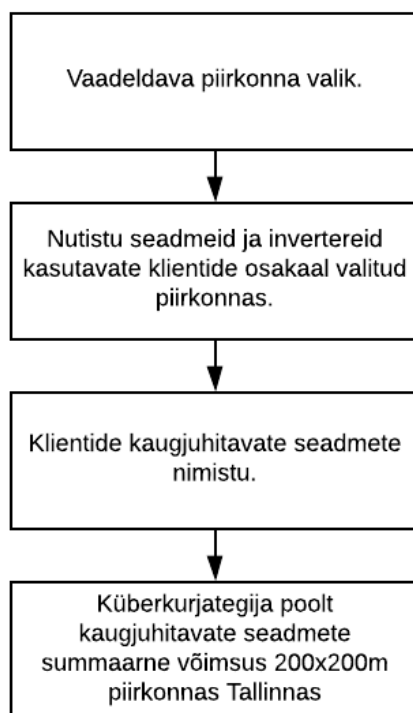 Vaadeldava piirkonna valik.
Nutistu seadmeid ja invertereid
kasutavate klientide osakaal valitud
piirkonnas.
Klientide kaugjuhitavate seadmete
nimistu.
Küberkurjategija poolt
kaugjuhitavate seadmete
summaarne võimsus 200x200m
piirkonnas Tallinnas